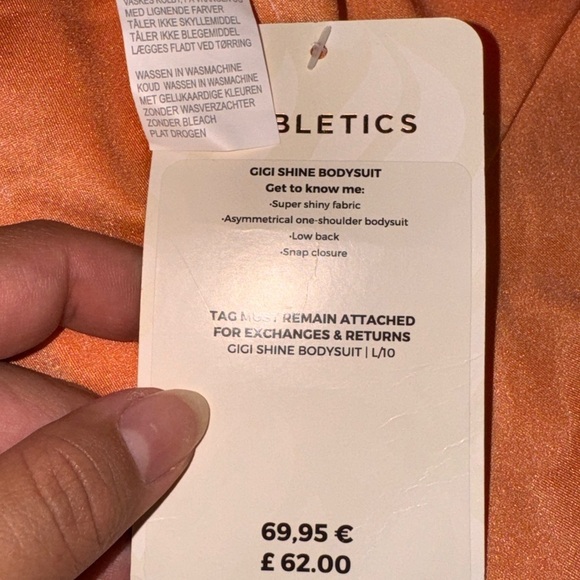 MED LIGNENDE FARVER
TÅLER IKKE SKYLLEMIDDEL
TÅLER IKKE BLEGEMIDDEL
LÆGGES FLADT VED TØRRING
WASSEN IN WASMACHINE
KOUD WASSEN IN WASMACHINE
MET GELIJKAARDIGE KLEUREN
ZONDER WASVERZACHTER
ZONDER BLEACH
PLAT DROGEN
BLETICS
GIGI SHINE BODYSUIT
Get to know me:
•Super shiny fabric
•Asymmetrical one-shoulder bodysuit
•Low back
•Snap closure
TAG MUST REMAIN ATTACHED
FOR EXCHANGES & RETURNS
GIGI SHINE BODYSUIT | L/10
69,95 €
£ 62.00